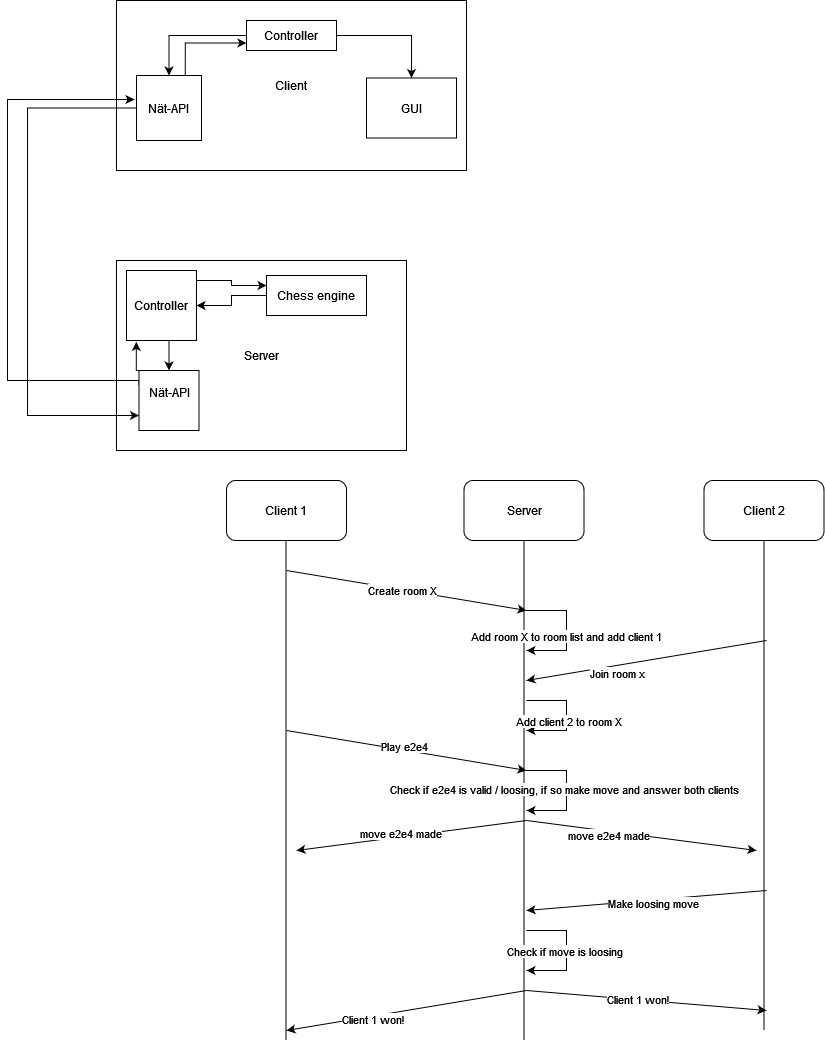 Controller
Client
Nät-API
GUI
Controller
Chess engine
Server
Nät-API
Client 1
Server
Client 2
Create room X
Add room X to room list and add client 1
Join room x
Add client 2 to room X
Play e2e4
Check if e2e4 is valid / loosing, if so make move and answer both clients
move e2e4 made
move e2e4 made
Make loosing move
Check if move is loosing
Client 1 won!
Client 1 won!